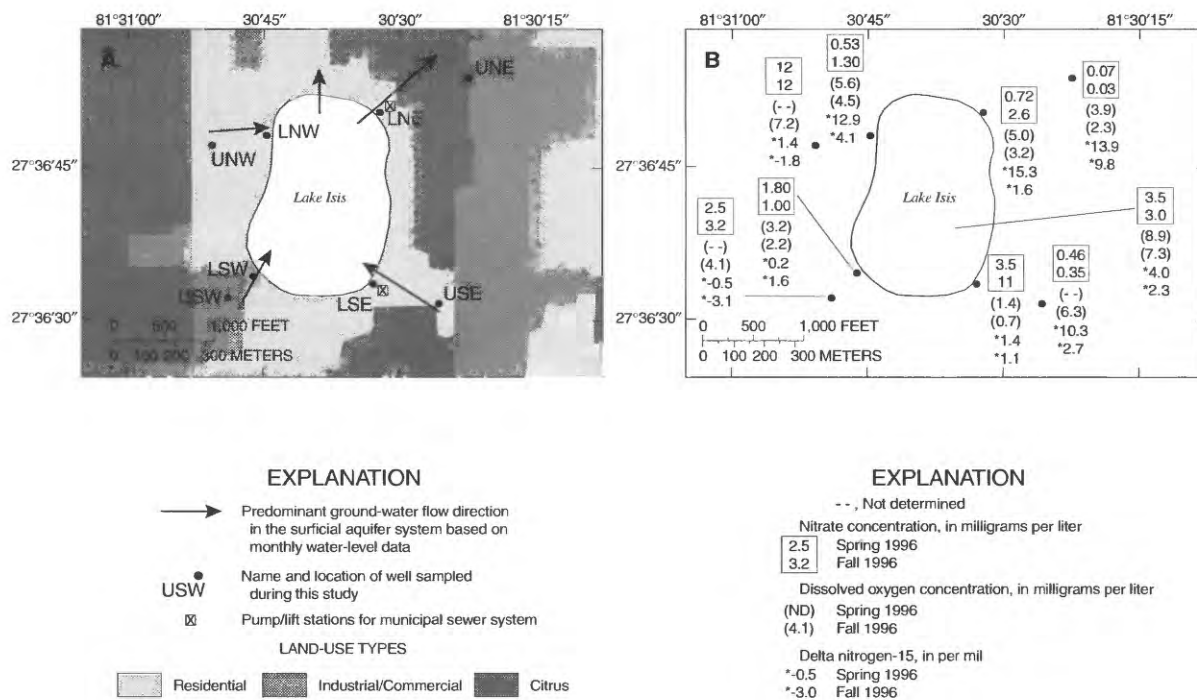 81°31′00″ 30′45″ 30′30″ 81°30′15″
A
UNE
LNE
LNW
UNW
27°36′45″
Lake Isis
LSW
USW
LSE
USE
27°36′30″
0 500 1,000 FEET
0 100 200 300 METERS
81°31′00″ 30′45″ 30′30″ 81°30′15″
B
12
12
(- -)
(7.2)
*1.4
*-1.8
0.53
1.30
(5.6)
(4.5)
*12.9
*4.1
0.72
2.6
(5.0)
(3.2)
*15.3
*1.6
0.07
0.03
(3.9)
(2.3)
*13.9
*9.8
27°36′45″
Lake Isis
2.5
3.2
(- -)
(4.1)
*-0.5
*-3.1
1.80
1.00
(3.2)
(2.2)
*0.2
*1.6
3.5
3.0
(8.9)
(7.3)
*4.0
*2.3
3.5
11
(1.4)
(0.7)
*1.4
*1.1
0.46
0.35
(- -)
(6.3)
*10.3
*2.7
27°36′30″
0 500 1,000 FEET
0 100 200 300 METERS
EXPLANATION
Predominant ground-water flow direction
in the surficial aquifer system based on
monthly water-level data
USW
Name and location of well sampled
during this study
Pump/lift stations for municipal sewer system
LAND-USE TYPES
Residential Industrial/Commercial Citrus
EXPLANATION
- - , Not determined
Nitrate concentration, in milligrams per liter
2.5 Spring 1996
3.2 Fall 1996
Dissolved oxygen concentration, in milligrams per liter
(ND) Spring 1996
(4.1) Fall 1996
Delta nitrogen-15, in per mil
*-0.5 Spring 1996
*-3.0 Fall 1996